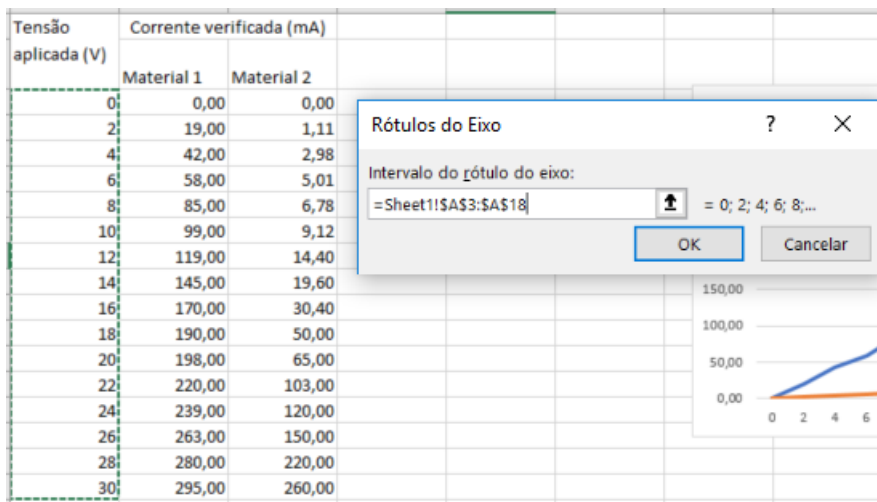 Tensão aplicada (V) Corrente verificada (mA)
Material 1 Material 2
0 0,00 0,00
2 19,00 1,11
4 42,00 2,98
6 58,00 5,01
8 85,00 6,78
10 99,00 9,12
12 119,00 14,40
14 145,00 19,60
16 170,00 30,40
18 190,00 50,00
20 198,00 65,00
22 220,00 103,00
24 239,00 120,00
26 263,00 150,00
28 280,00 220,00
30 295,00 260,00
Rótulos do Eixo ? X
Intervalo do rótulo do eixo:
=Sheet1!$A$3:$A$18 = 0; 2; 4; 6; 8;...
OK Cancelar
150,00
100,00
50,00
0,00
0 2 4 6